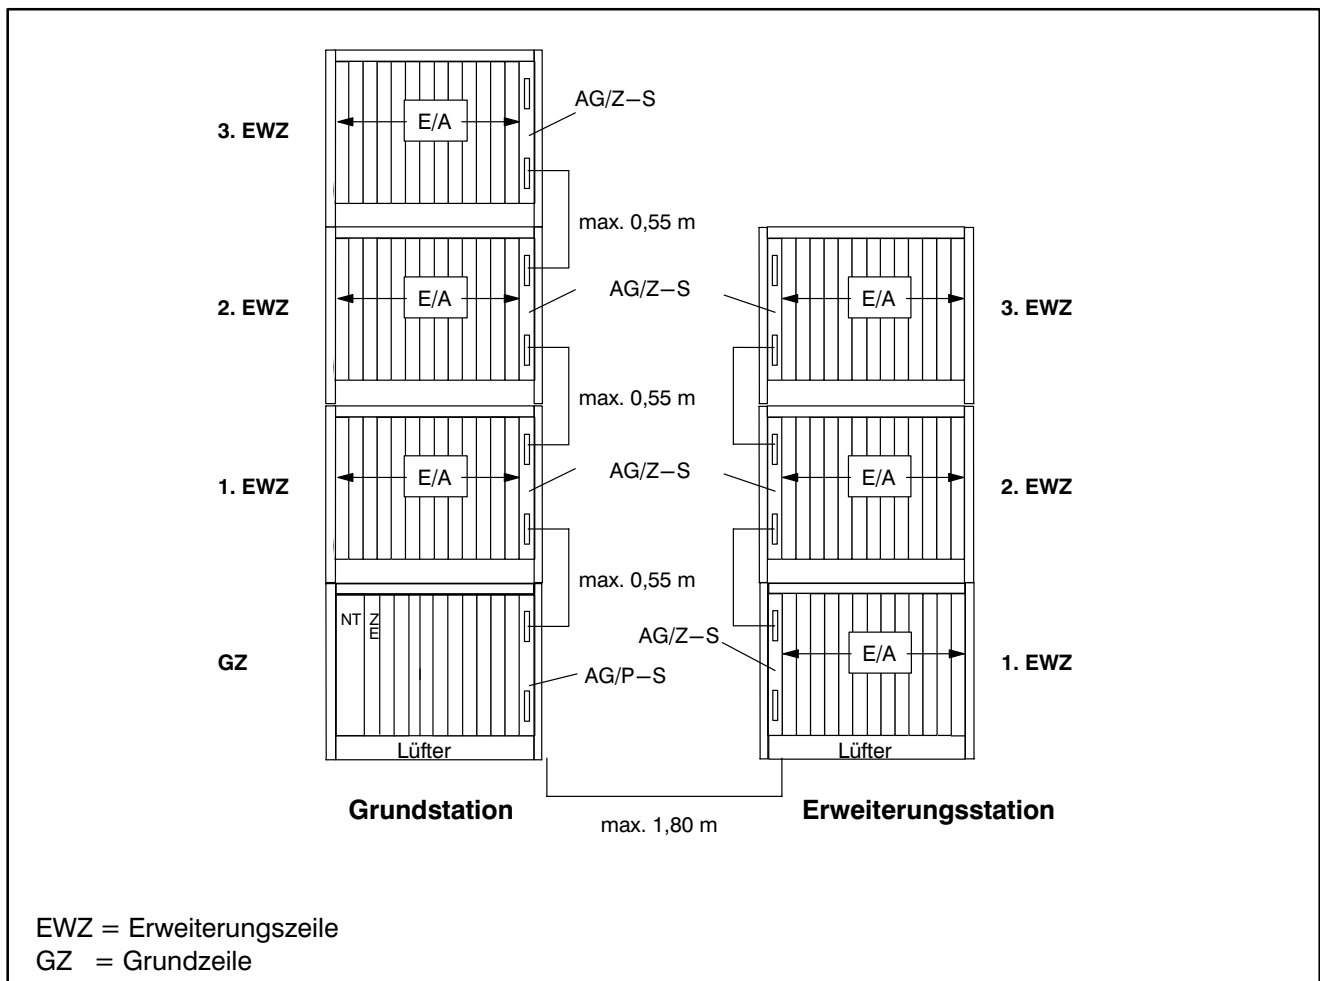 AG/Z−S
3. EWZ
E/A
max. 0,55 m
2. EWZ
E/A
AG/Z−S
E/A
3. EWZ
max. 0,55 m
1. EWZ
E/A
AG/Z−S
E/A
2. EWZ
max. 0,55 m
NT
Z
E
GZ
AG/Z−S
E/A
1. EWZ
AG/P−S
Lüfter
Lüfter
Grundstation
max. 1,80 m
Erweiterungsstation
EWZ = Erweiterungszeile
GZ = Grundzeile